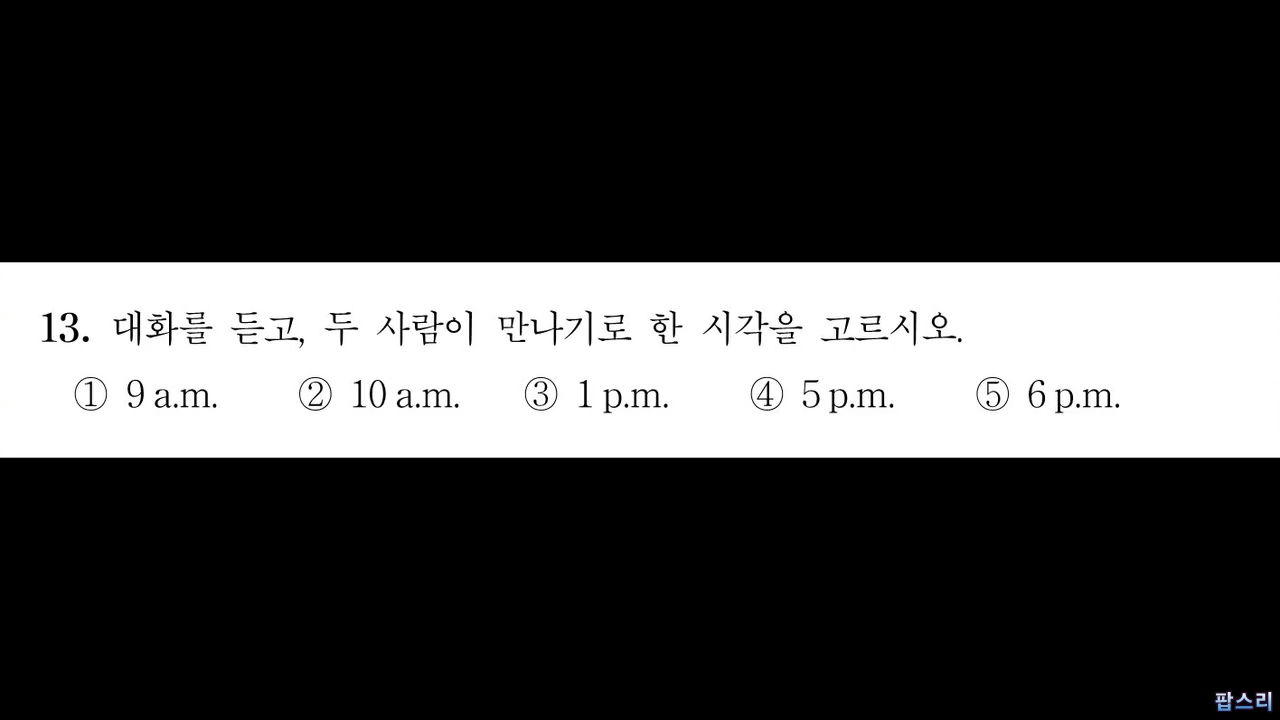 13. 대화를 듣고, 두 사람이 만나기로 한 시각을 고르시오.
① 9 a.m. ② 10 a.m. ③ 1 p.m. ④ 5 p.m. ⑤ 6 p.m.
팝스리